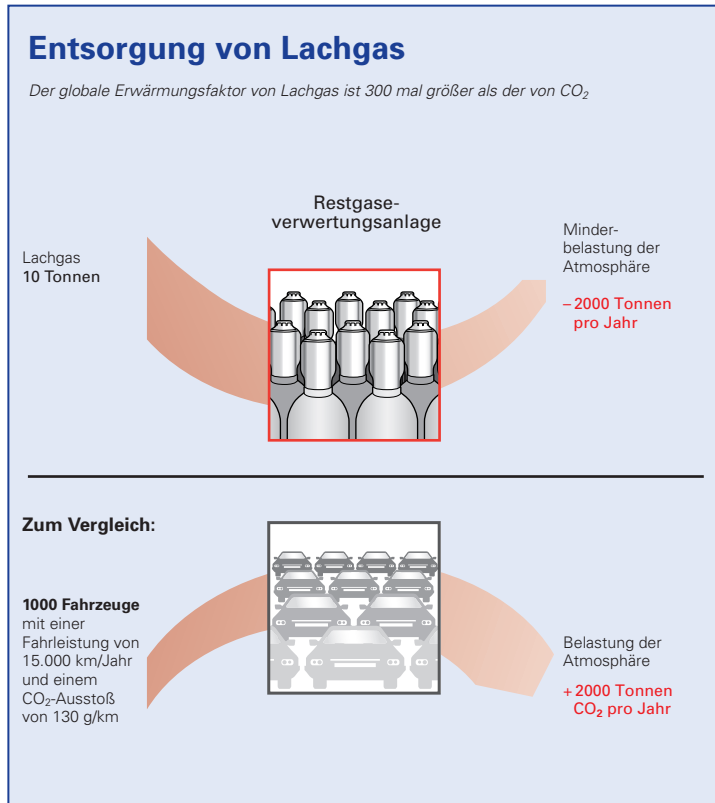 Entsorgung von Lachgas
Der globale Erwärmungsfaktor von Lachgas ist 300 mal größer als der von CO₂
Restgase-
verwertungsanlage
Lachgas
10 Tonnen
Minder-
belastung der
Atmosphäre
– 2000 Tonnen
pro Jahr
Zum Vergleich:
1000 Fahrzeuge
mit einer
Fahrleistung von
15.000 km/Jahr
und einem
CO₂-Ausstoß
von 130 g/km
Belastung der
Atmosphäre
+ 2000 Tonnen
CO₂ pro Jahr